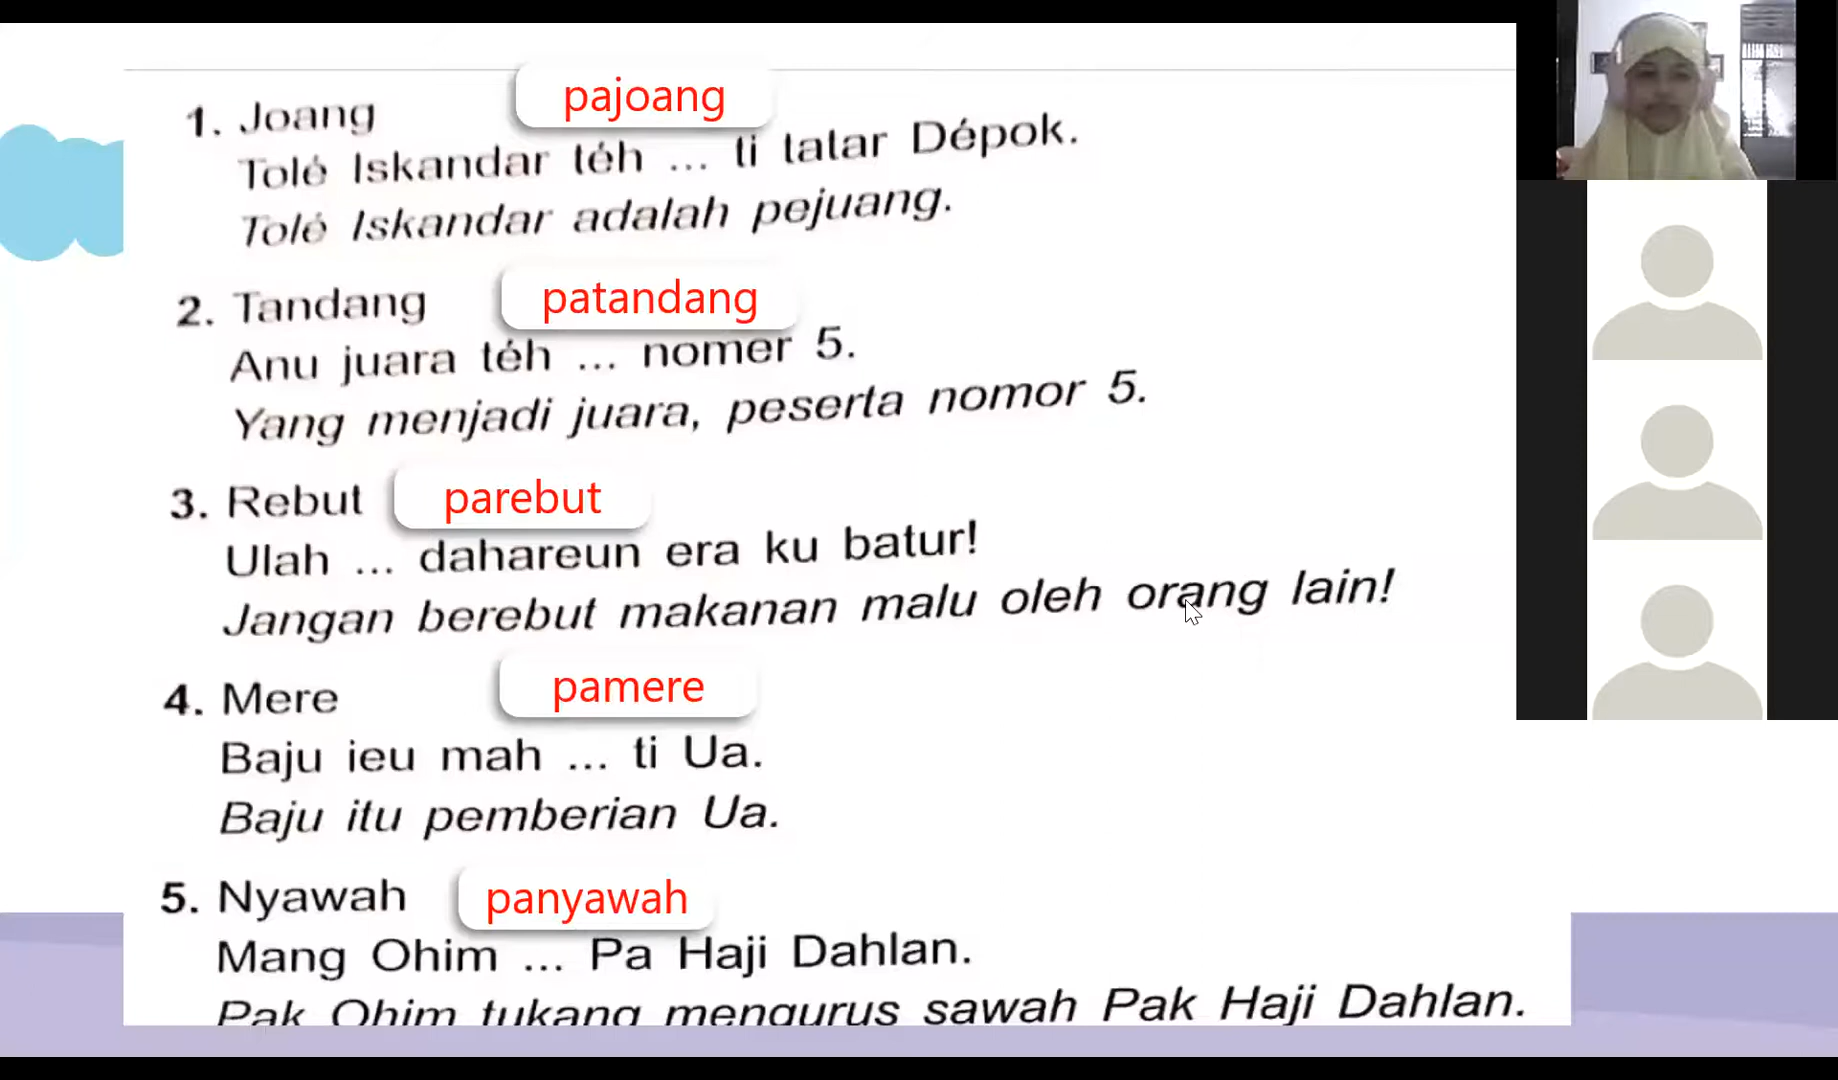 1. Joang
pajoang
Tolé Iskandar téh ... ti tatar Dépok.
Tolé Iskandar adalah pejuang.
2. Tandang
patandang
Anu juara téh ... nomer 5.
Yang menjadi juara, peserta nomor 5.
3. Rebut
parebut
Ulah ... dahareun era ku batur!
Jangan berebut makanan malu oleh orang lain!
4. Mere
pamere
Baju ieu mah ... ti Ua.
Baju itu pemberian Ua.
5. Nyawah
panyawah
Mang Ohim ... Pa Haji Dahlan.
Pak Ohim tukang mengurus sawah Pak Haji Dahlan.